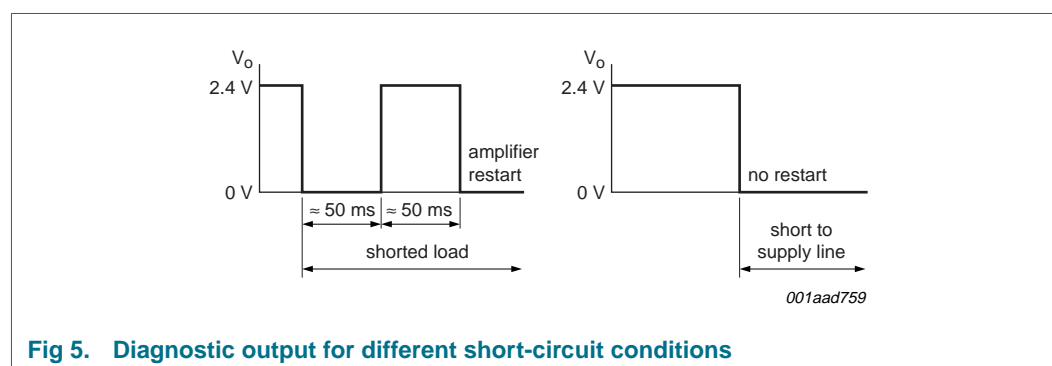 Vo
2.4 V
0 V
amplifier
restart
≈ 50 ms
≈ 50 ms
shorted load
Vo
2.4 V
0 V
no restart
short to
supply line
001aad759
Fig 5. Diagnostic output for different short-circuit conditions